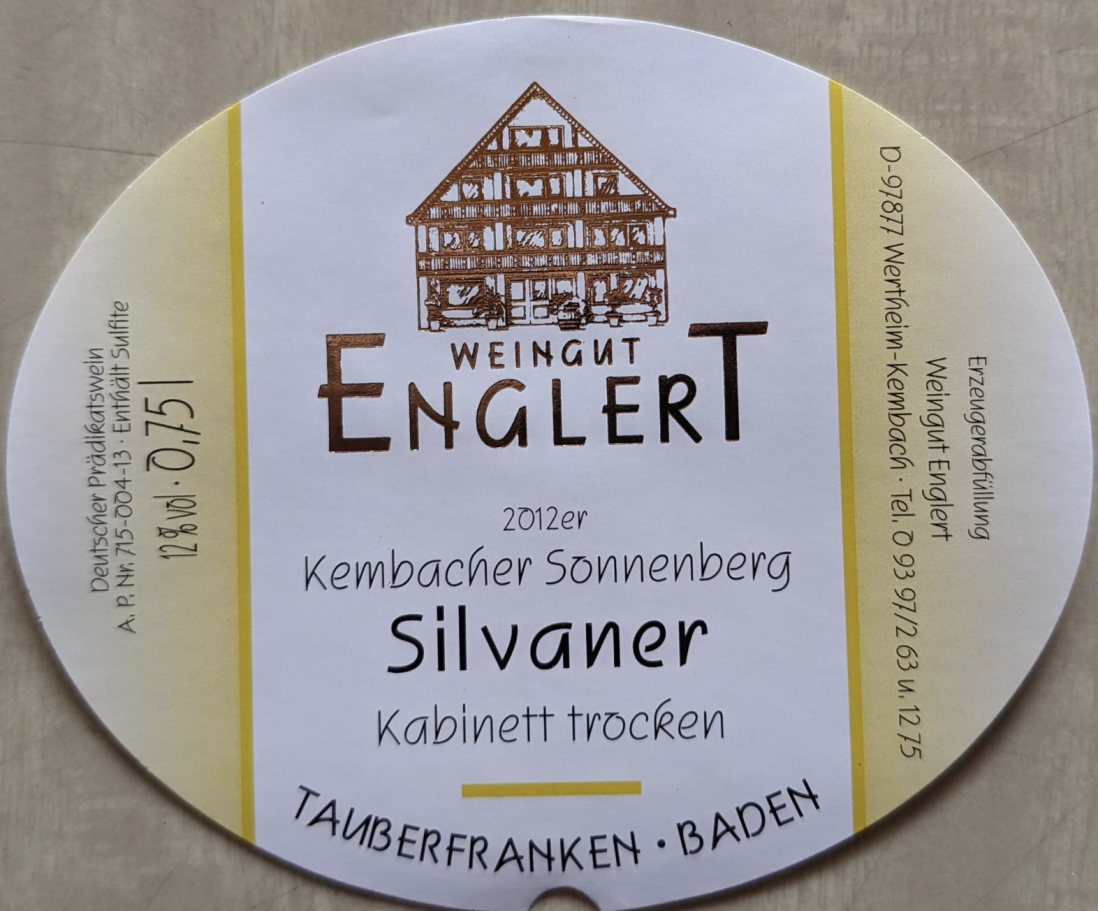 WEINGUT
ENGLERT
2012er
Kembacher Sonnenberg
Silvaner
Kabinett trocken
TAUBERFRANKEN · BADEN
Deutscher Prädikatswein
A. P. Nr. 715-004-13 · Enthält Sulfite
12 % vol · 0,75 l
Erzeugerabfüllung
Weingut Englert
D-97877 Wertheim-Kembach · Tel. 0 93 97/2 63 u. 12 75